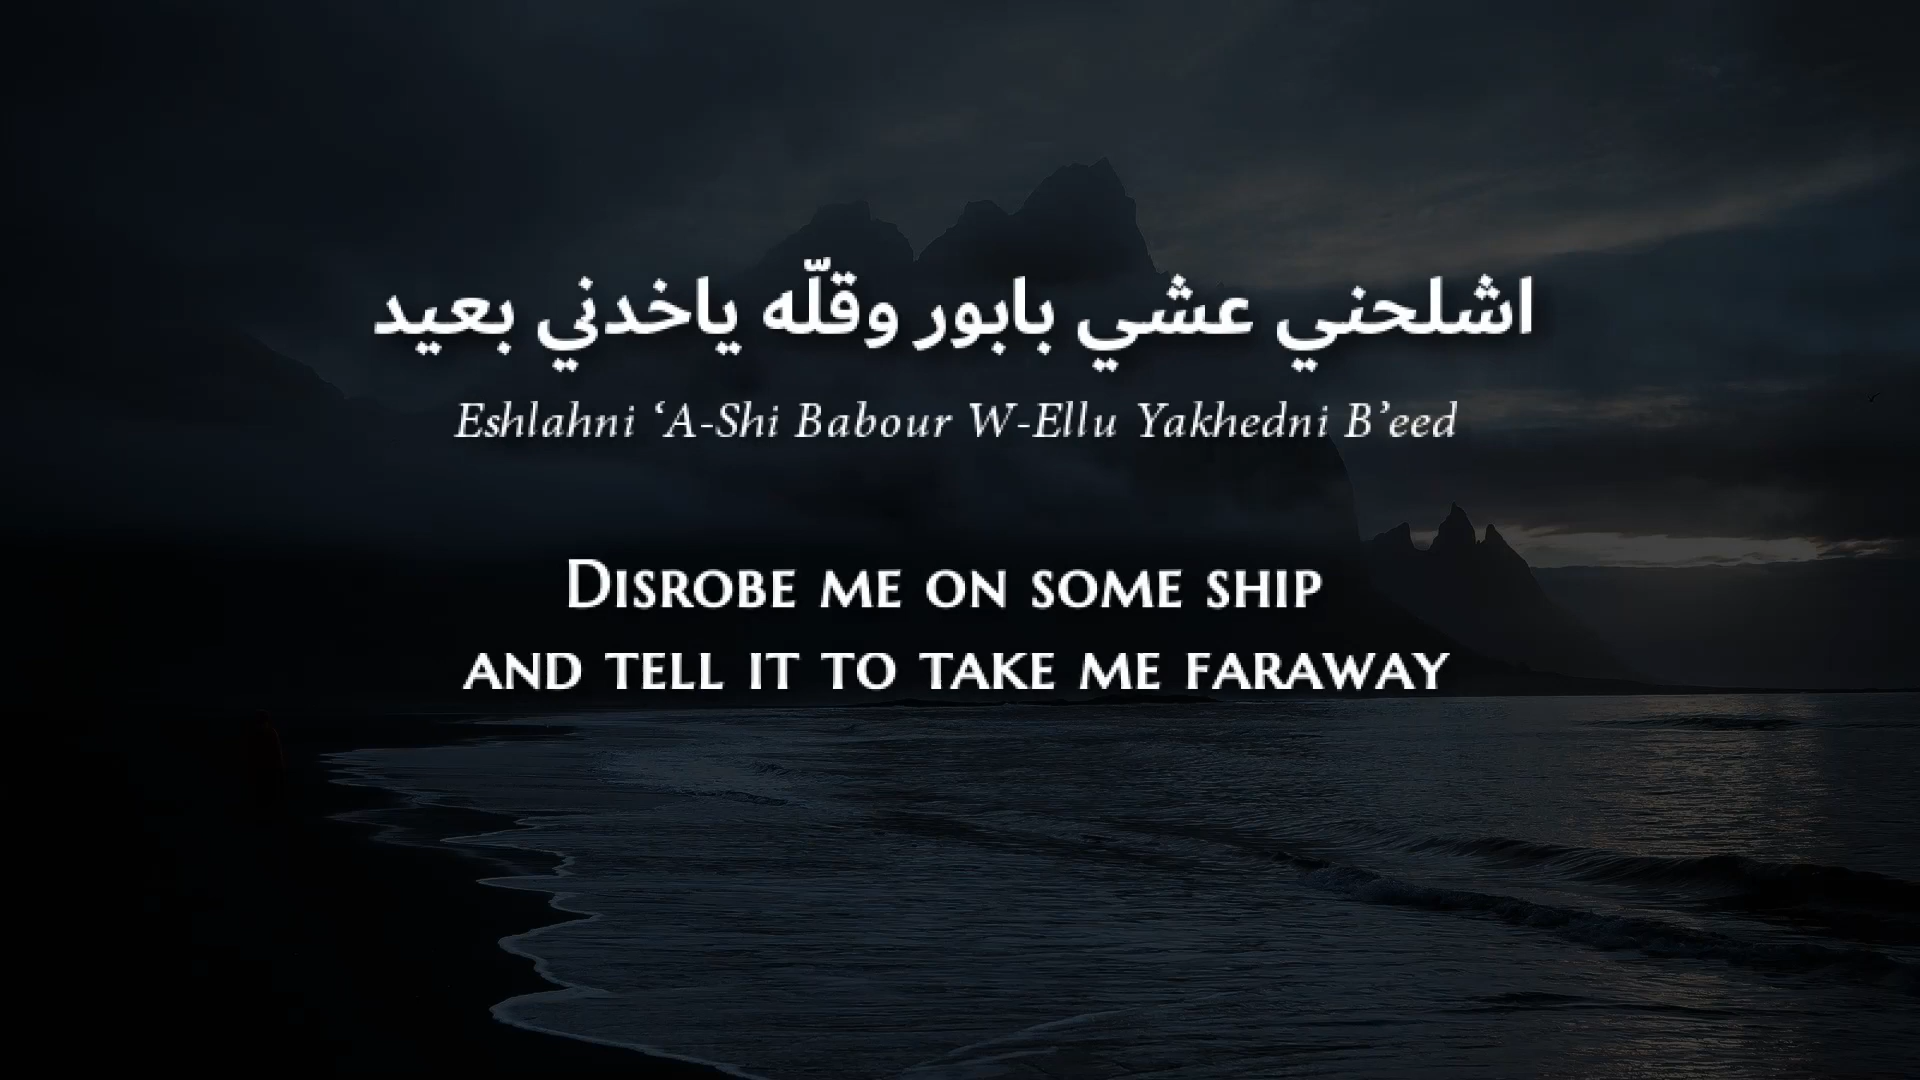 اشلحني عشي بابور وقلّه ياخدني بعيد
Eshlahni ‘A-Shi Babour W-Ellu Yakhedni B’eed
Disrobe me on some ship
and tell it to take me faraway